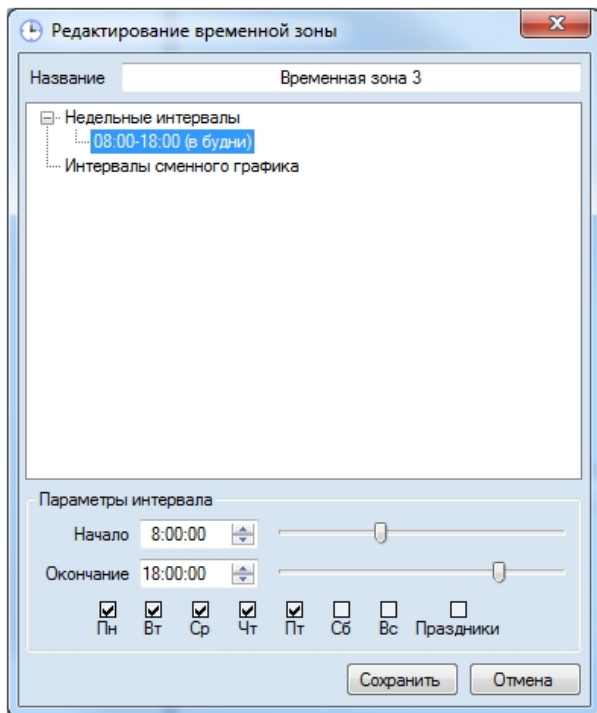 Редактирование временной зоны
Название Временная зона 3
Недельные интервалы
08:00-18:00 (в будни)
Интервалы сменного графика
Параметры интервала
Начало 8:00:00
Окончание 18:00:00
Пн Вт Ср Чт Пт Сб Вс Праздники
Сохранить Отмена